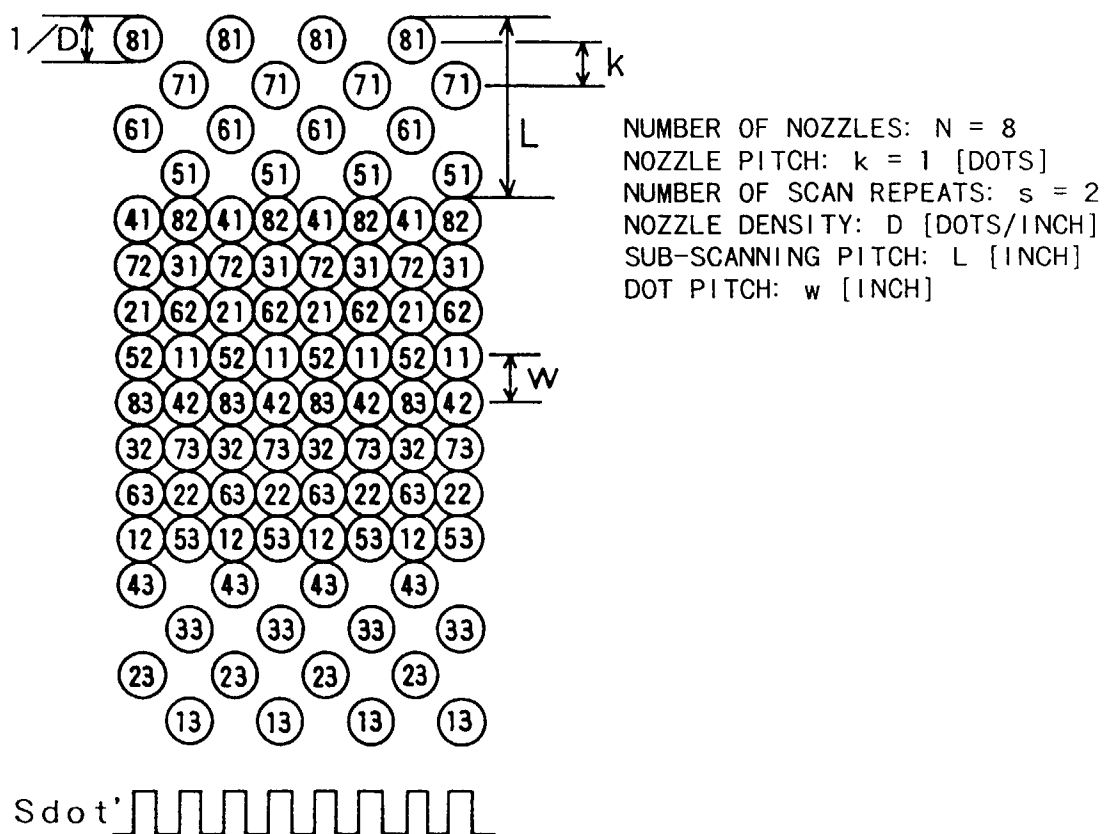 1/D 81 81 81 81
k
71 71 71 71
61 61 61 61
L
51 51 51 51
41 82 41 82 41 82 41 82
72 31 72 31 72 31 72 31
21 62 21 62 21 62 21 62
52 11 52 11 52 11 52 11
W
83 42 83 42 83 42 83 42
32 73 32 73 32 73 32 73
63 22 63 22 63 22 63 22
12 53 12 53 12 53 12 53
43 43 43 43
33 33 33 33
23 23 23 23
13 13 13 13
Sdot'
NUMBER OF NOZZLES: N = 8
NOZZLE PITCH: k = 1 [DOTS]
NUMBER OF SCAN REPEATS: s = 2
NOZZLE DENSITY: D [DOTS/INCH]
SUB-SCANNING PITCH: L [INCH]
DOT PITCH: w [INCH]